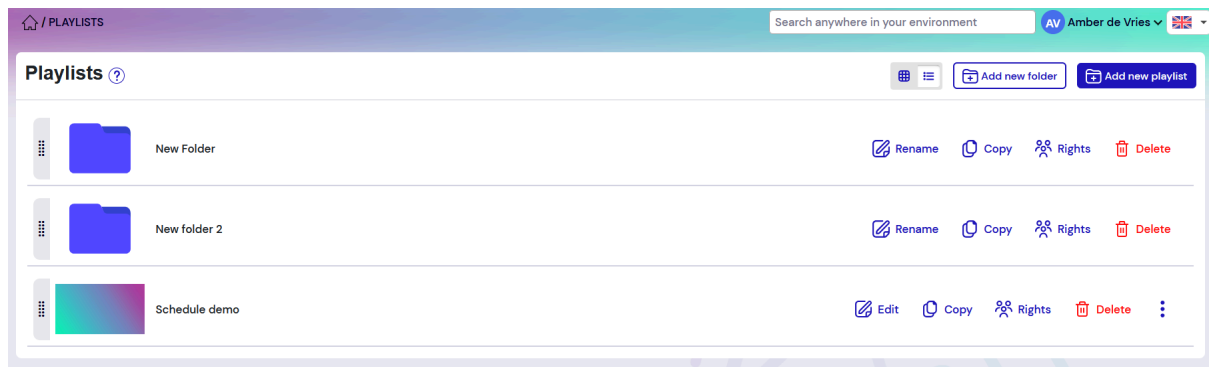 / PLAYLISTS
Search anywhere in your environment
AV Amber de Vries
Playlists ?
Add new folder
Add new playlist
New Folder Rename Copy Rights Delete
New folder 2 Rename Copy Rights Delete
Schedule demo Edit Copy Rights Delete